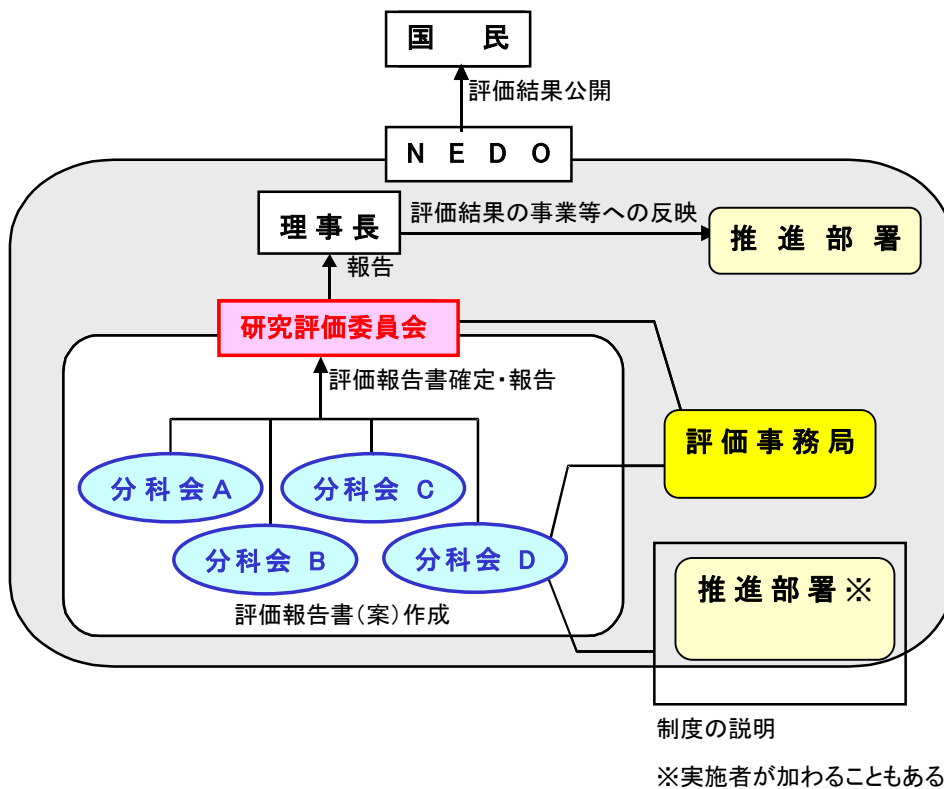 国 民
評価結果公開
N E D O
理事長
評価結果の事業等への反映
推進部署
報告
研究評価委員会
評価報告書確定・報告
評価事務局
分科会A
分科会 C
分科会 B
分科会 D
推進部署※
評価報告書(案)作成
制度の説明
※実施者が加わることもある